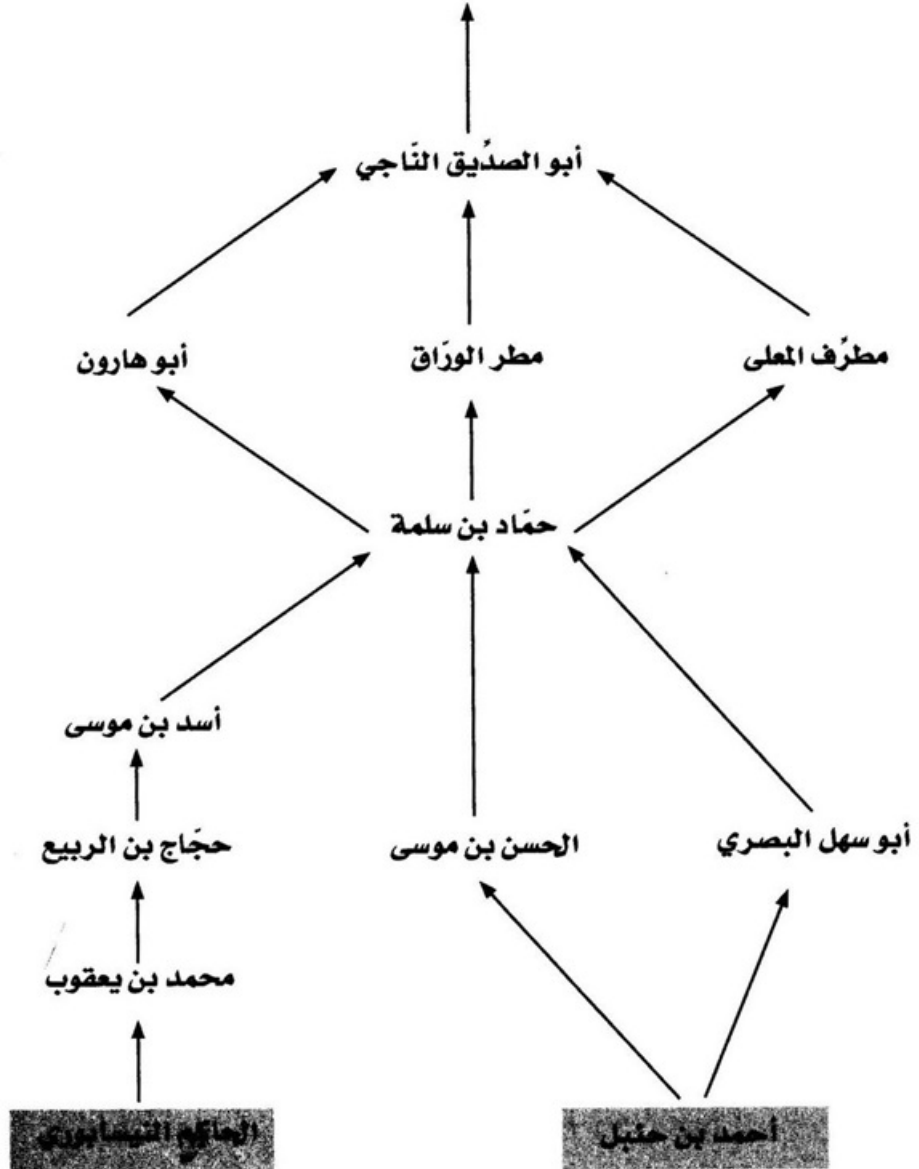 أبو الصدِّيق النّاجي
مطرِّف المعلى
مطر الورّاق
أبو هارون
حمّاد بن سلمة
أسد بن موسى
أبو سهل البصري
الحسن بن موسى
حجّاج بن الربيع
محمد بن يعقوب
أحمد بن حنبل
الحاكم النيسابوري